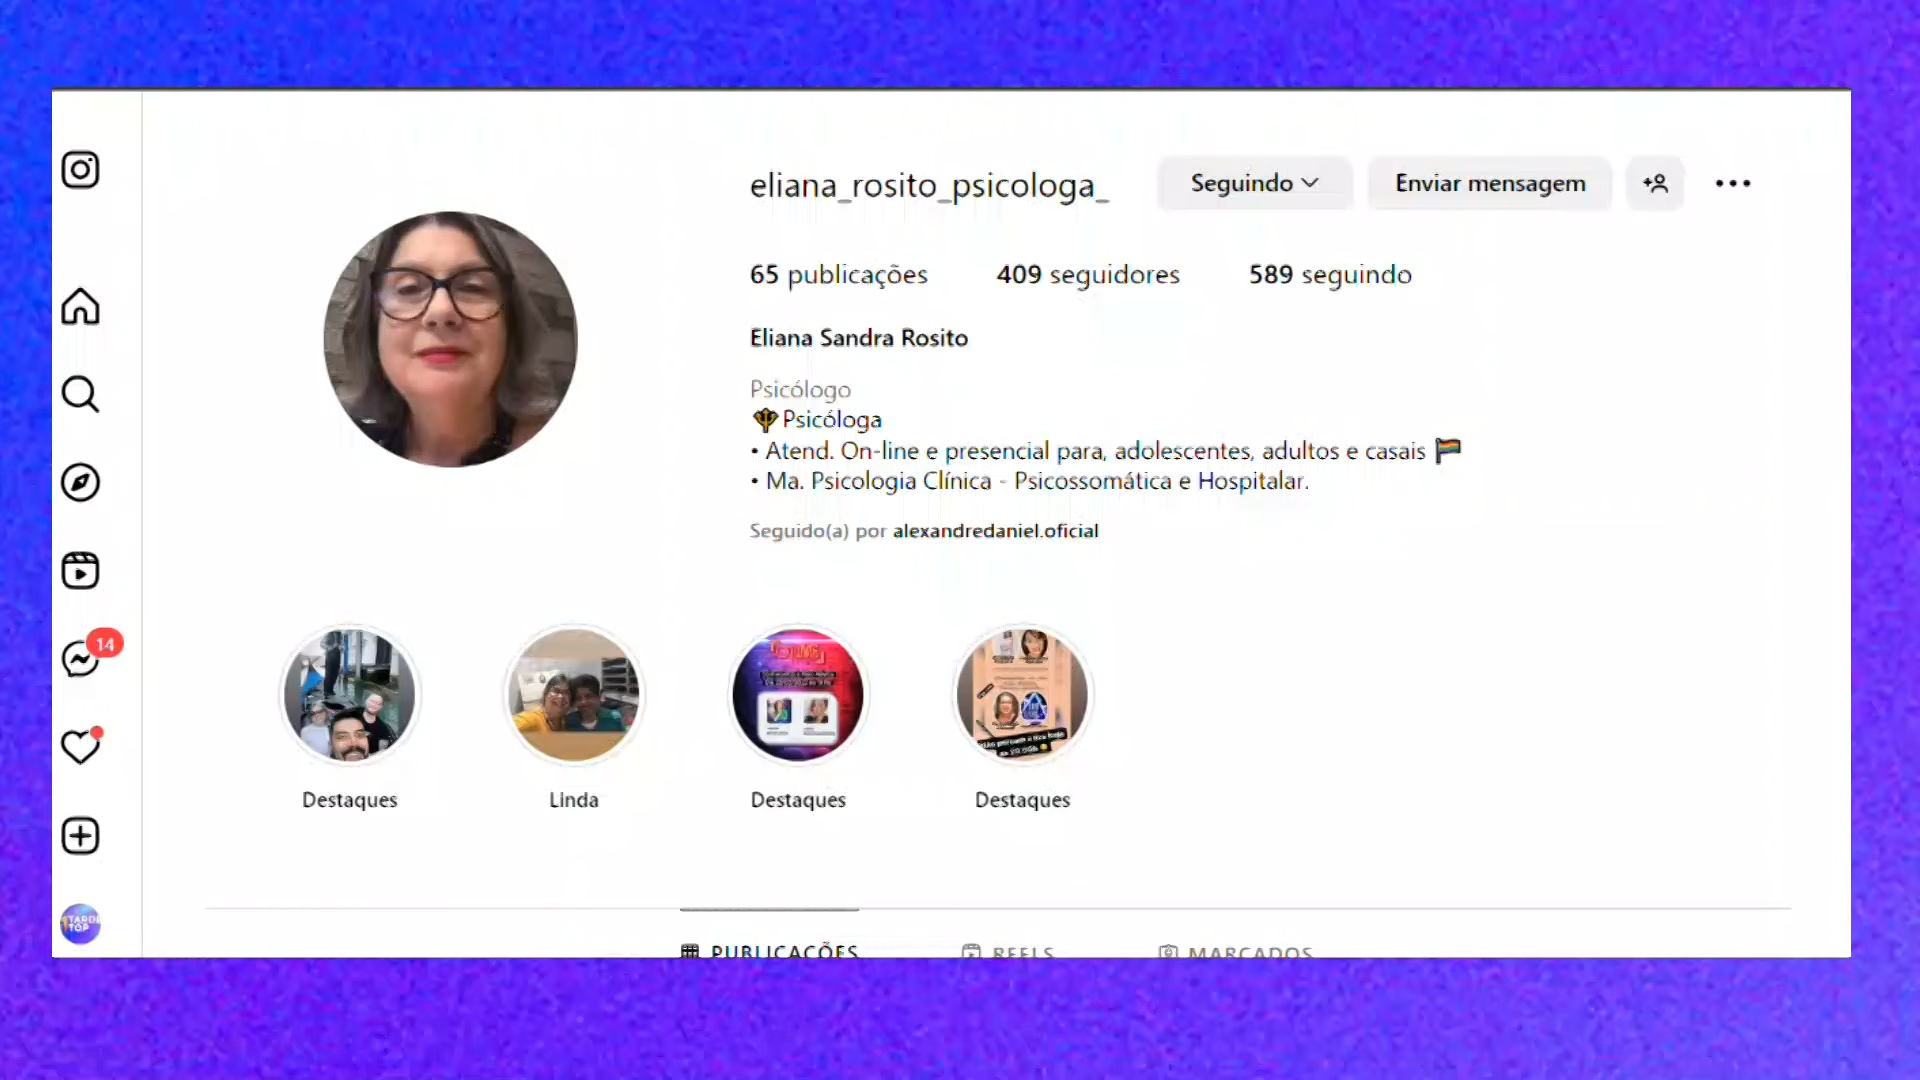 eliana_rosito_psicologa_
Seguindo
Enviar mensagem
65 publicações
409 seguidores
589 seguindo
Eliana Sandra Rosito
Psicólogo
Psicóloga
• Atend. On-line e presencial para, adolescentes, adultos e casais
• Ma. Psicologia Clínica - Psicossomática e Hospitalar.
Seguido(a) por alexandredaniel.oficial
14
Destaques
Linda
Destaques
Destaques
TARDE
TOP
PUBLICAÇÕES
REELS
MARCADOS